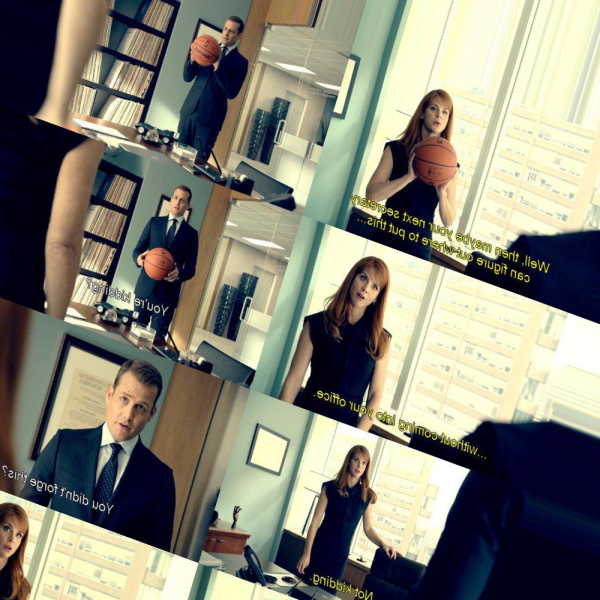 Well, then maybe your next secretary
can figure out where to put this...
...without coming into your office.
You're kidding?
Not kidding.
You didn't forge this?